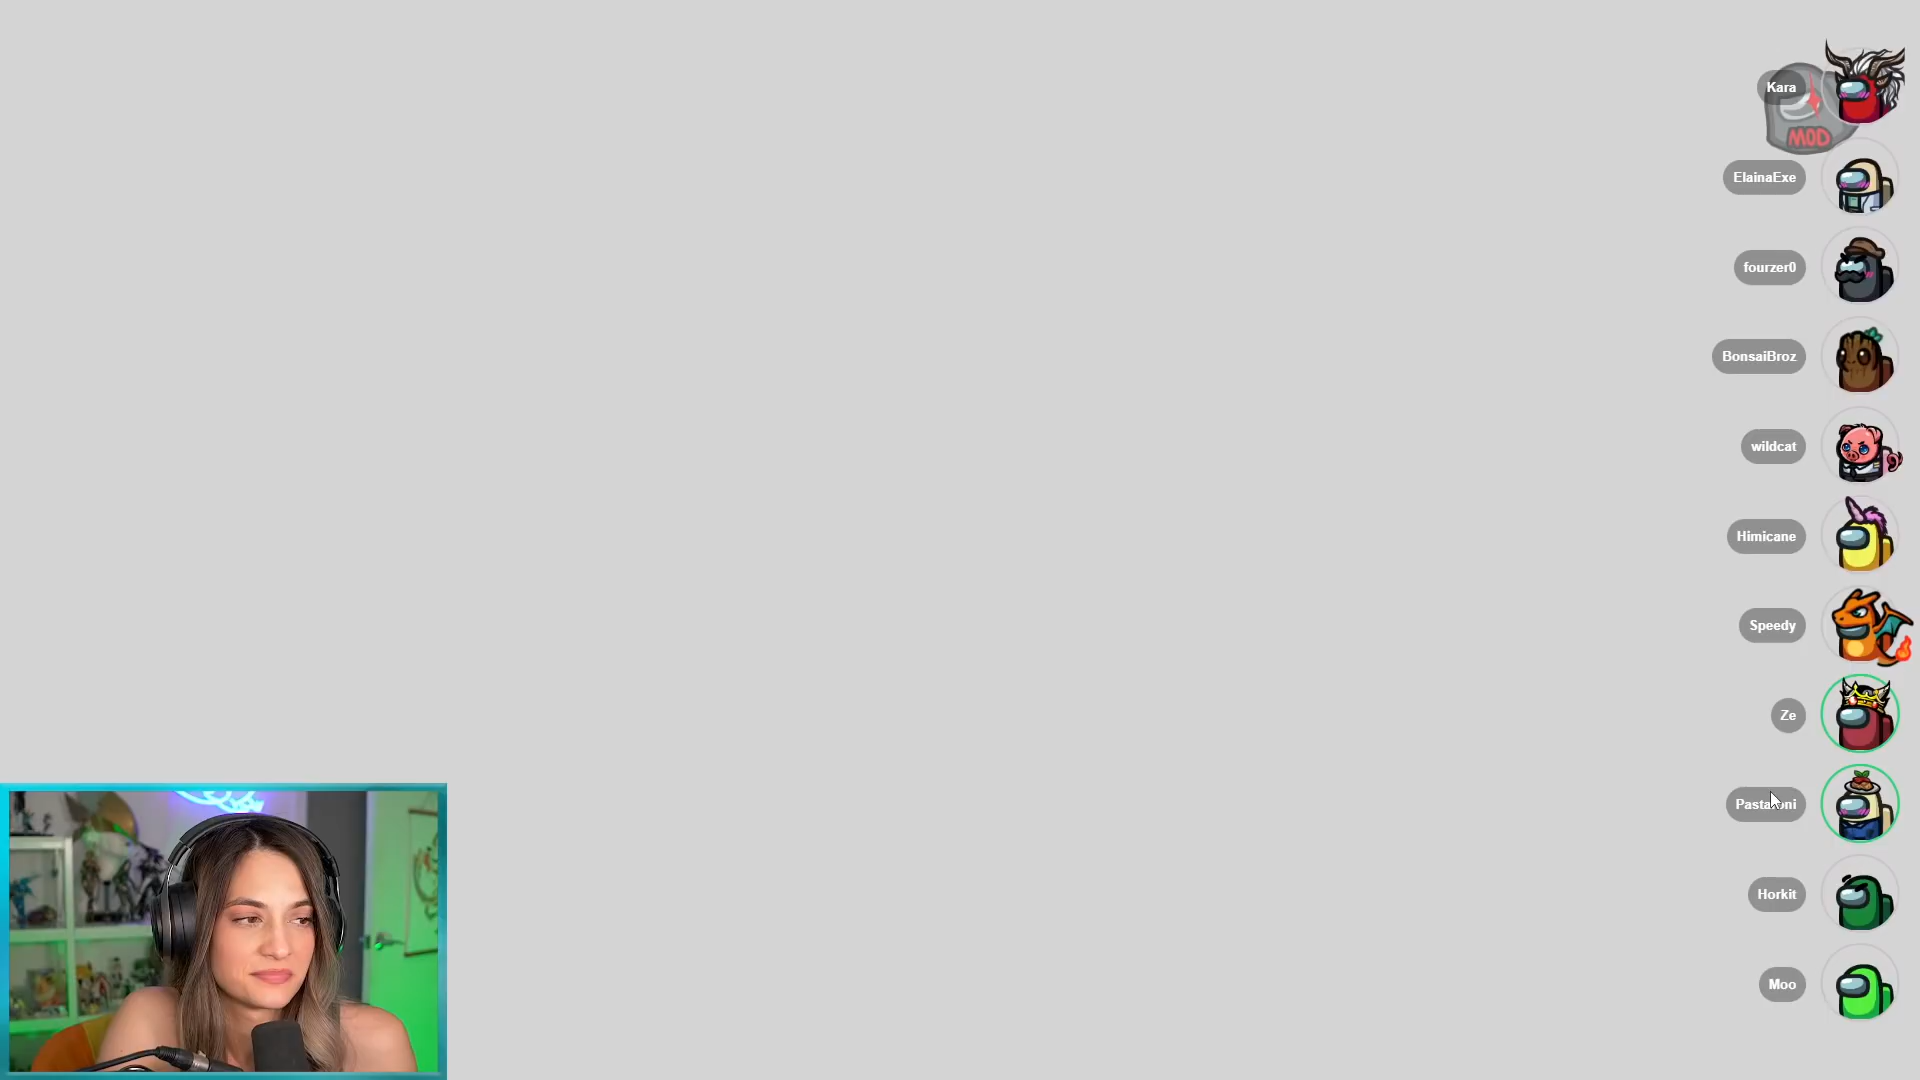 Kara
MOD
ElainaExe
fourzer0
BonsaiBroz
wildcat
Himicane
Speedy
Ze
Horkit
Moo